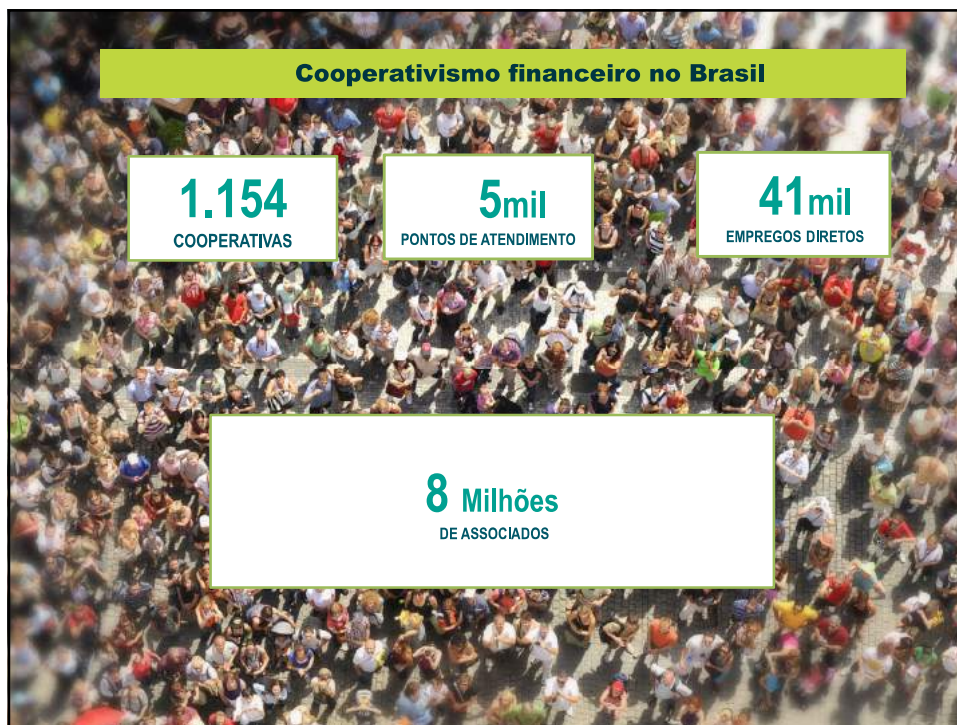 Cooperativismo financeiro no Brasil
1.154
COOPERATIVAS
5mil
PONTOS DE ATENDIMENTO
41mil
EMPREGOS DIRETOS
8 Milhões
DE ASSOCIADOS